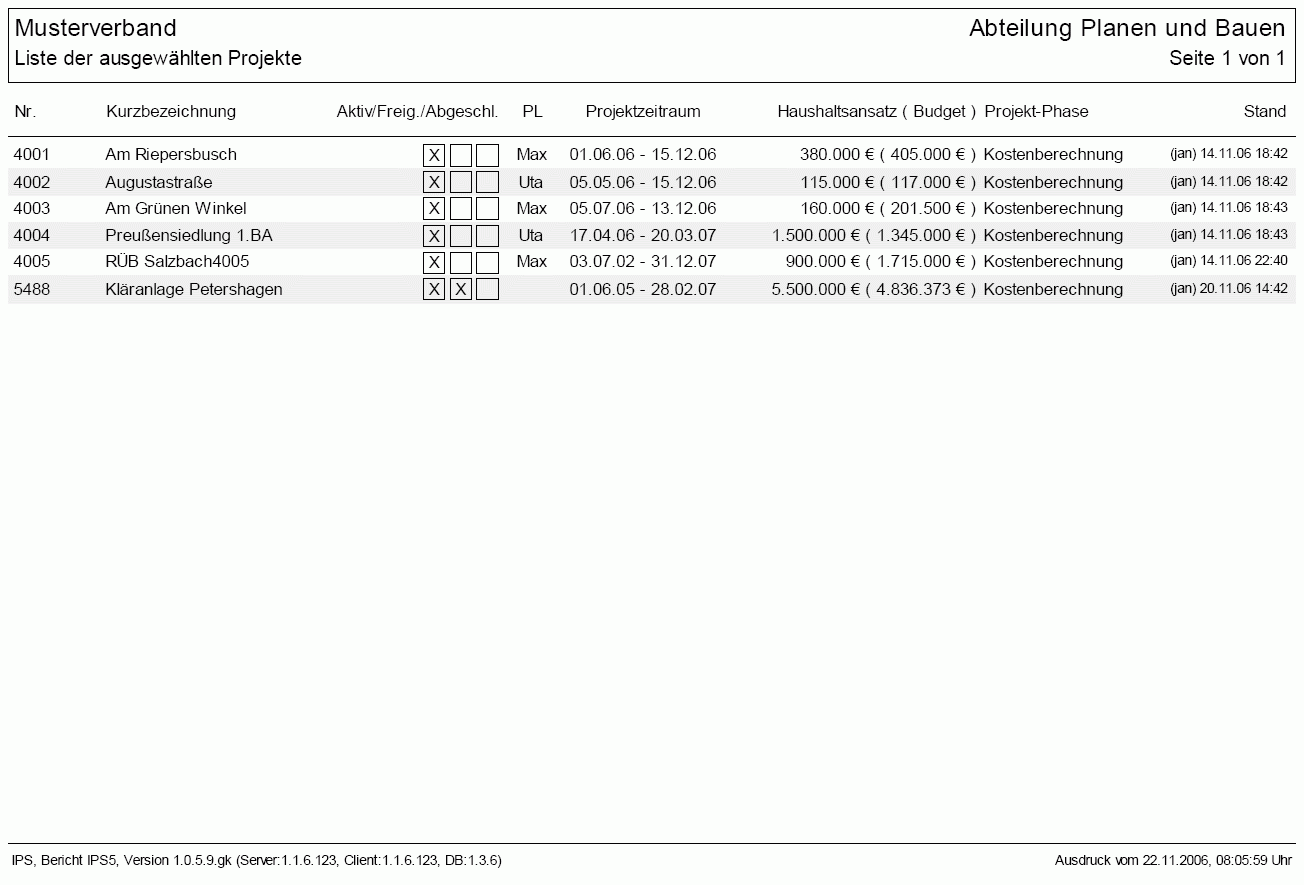 Musterverband Abteilung Planen und Bauen
Liste der ausgewählten Projekte Seite 1 von 1
Nr. Kurzbezeichnung Aktiv/Freig./Abgeschl. PL Projektzeitraum Haushaltsansatz ( Budget ) Projekt-Phase Stand
4001 Am Riepersbusch X Max 01.06.06 - 15.12.06 380.000 € ( 405.000 € ) Kostenberechnung (jan) 14.11.06 18:42
4002 Augustastraße X Uta 05.05.06 - 15.12.06 115.000 € ( 117.000 € ) Kostenberechnung (jan) 14.11.06 18:42
4003 Am Grünen Winkel X Max 05.07.06 - 13.12.06 160.000 € ( 201.500 € ) Kostenberechnung (jan) 14.11.06 18:43
4004 Preußensiedlung 1.BA X Uta 17.04.06 - 20.03.07 1.500.000 € ( 1.345.000 € ) Kostenberechnung (jan) 14.11.06 18:43
4005 RÜB Salzbach4005 X Max 03.07.02 - 31.12.07 900.000 € ( 1.715.000 € ) Kostenberechnung (jan) 14.11.06 22:40
5488 Kläranlage Petershagen X X 01.06.05 - 28.02.07 5.500.000 € ( 4.836.373 € ) Kostenberechnung (jan) 20.11.06 14:42
IPS, Bericht IPS5, Version 1.0.5.9.gk (Server:1.1.6.123, Client:1.1.6.123, DB:1.3.6) Ausdruck vom 22.11.2006, 08:05:59 Uhr